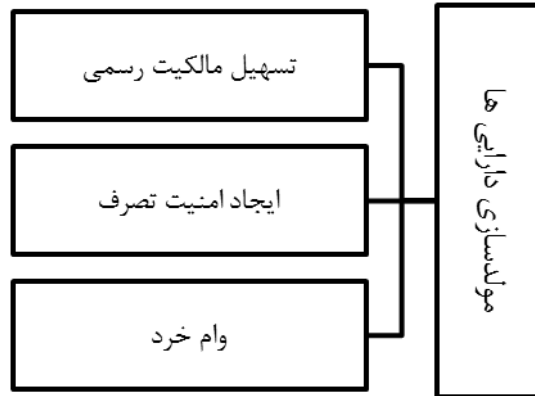 مولدسازی دارایی ها
تسهیل مالکیت رسمی
ایجاد امنیت تصرف
وام خرد